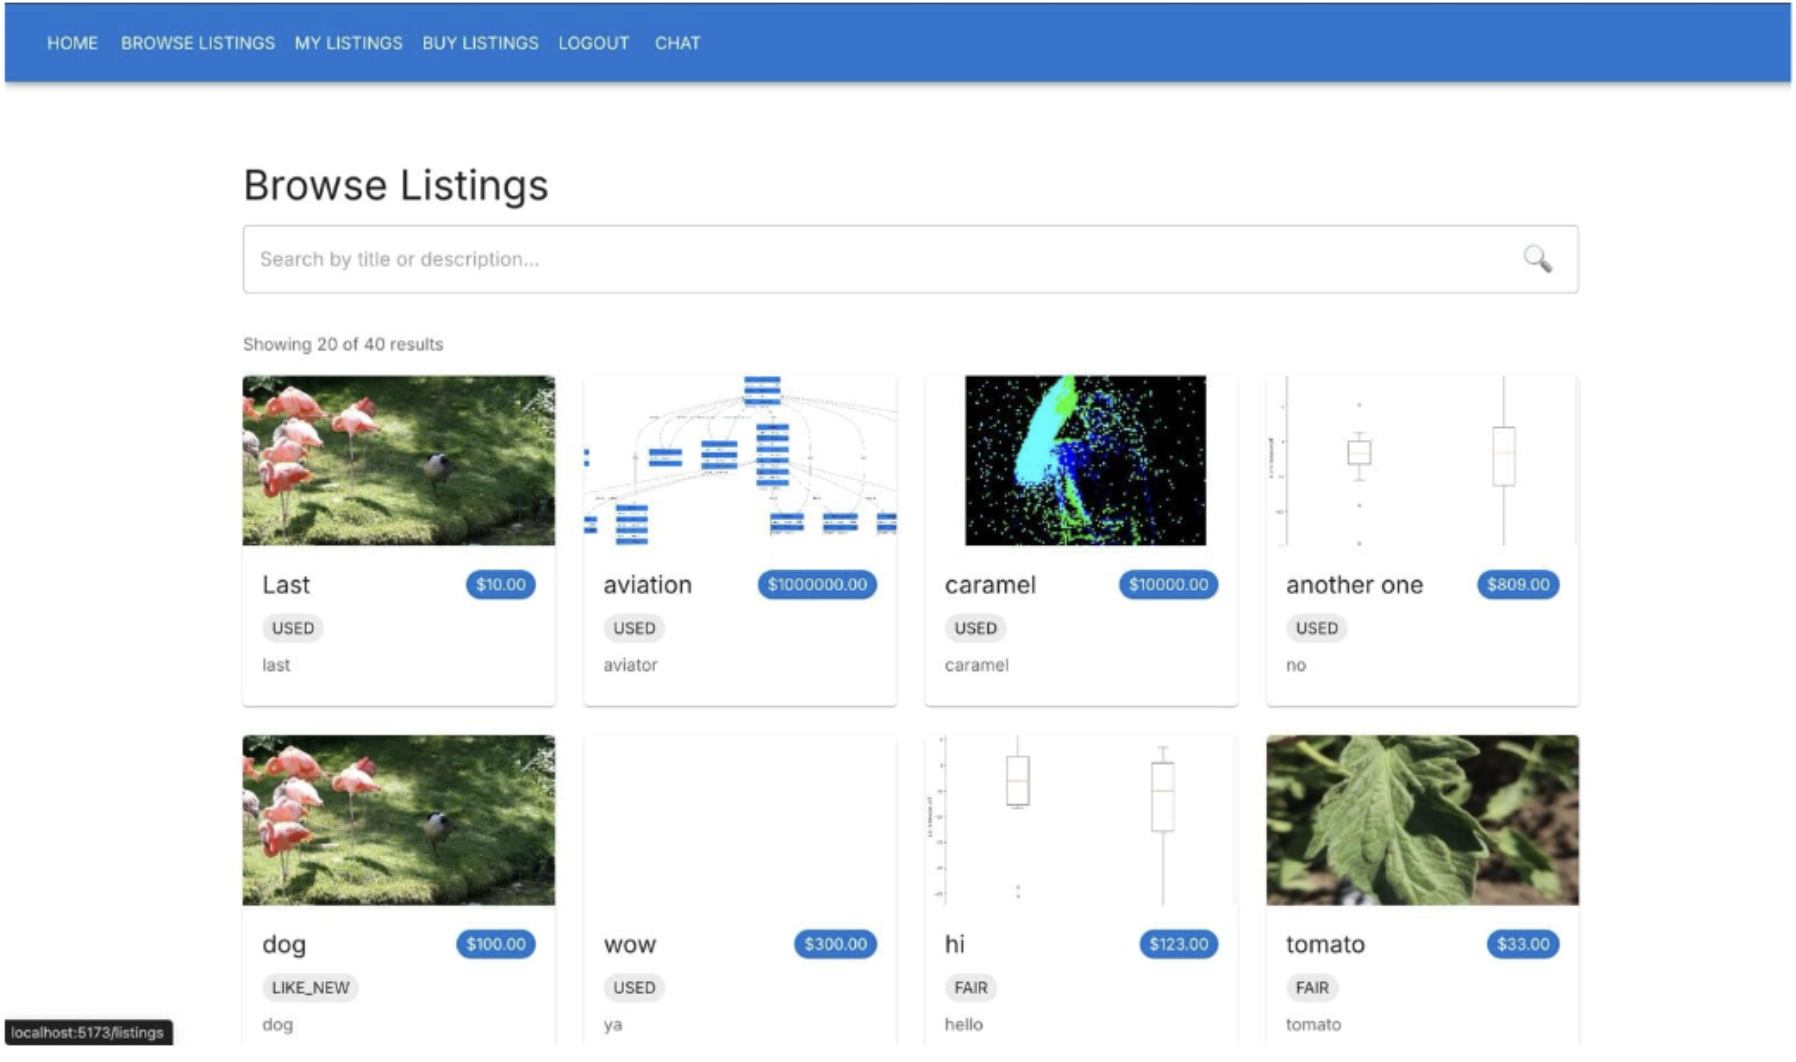 HOME BROWSE LISTINGS MY LISTINGS BUY LISTINGS LOGOUT CHAT
Browse Listings
Search by title or description...
Showing 20 of 40 results
Last $10.00
USED
last
aviation $1000000.00
USED
aviator
caramel $10000.00
USED
caramel
another one $809.00
USED
no
dog $100.00
LIKE_NEW
dog
wow $300.00
USED
ya
hi $123.00
FAIR
hello
tomato $33.00
FAIR
tomato
localhost:5173/listings